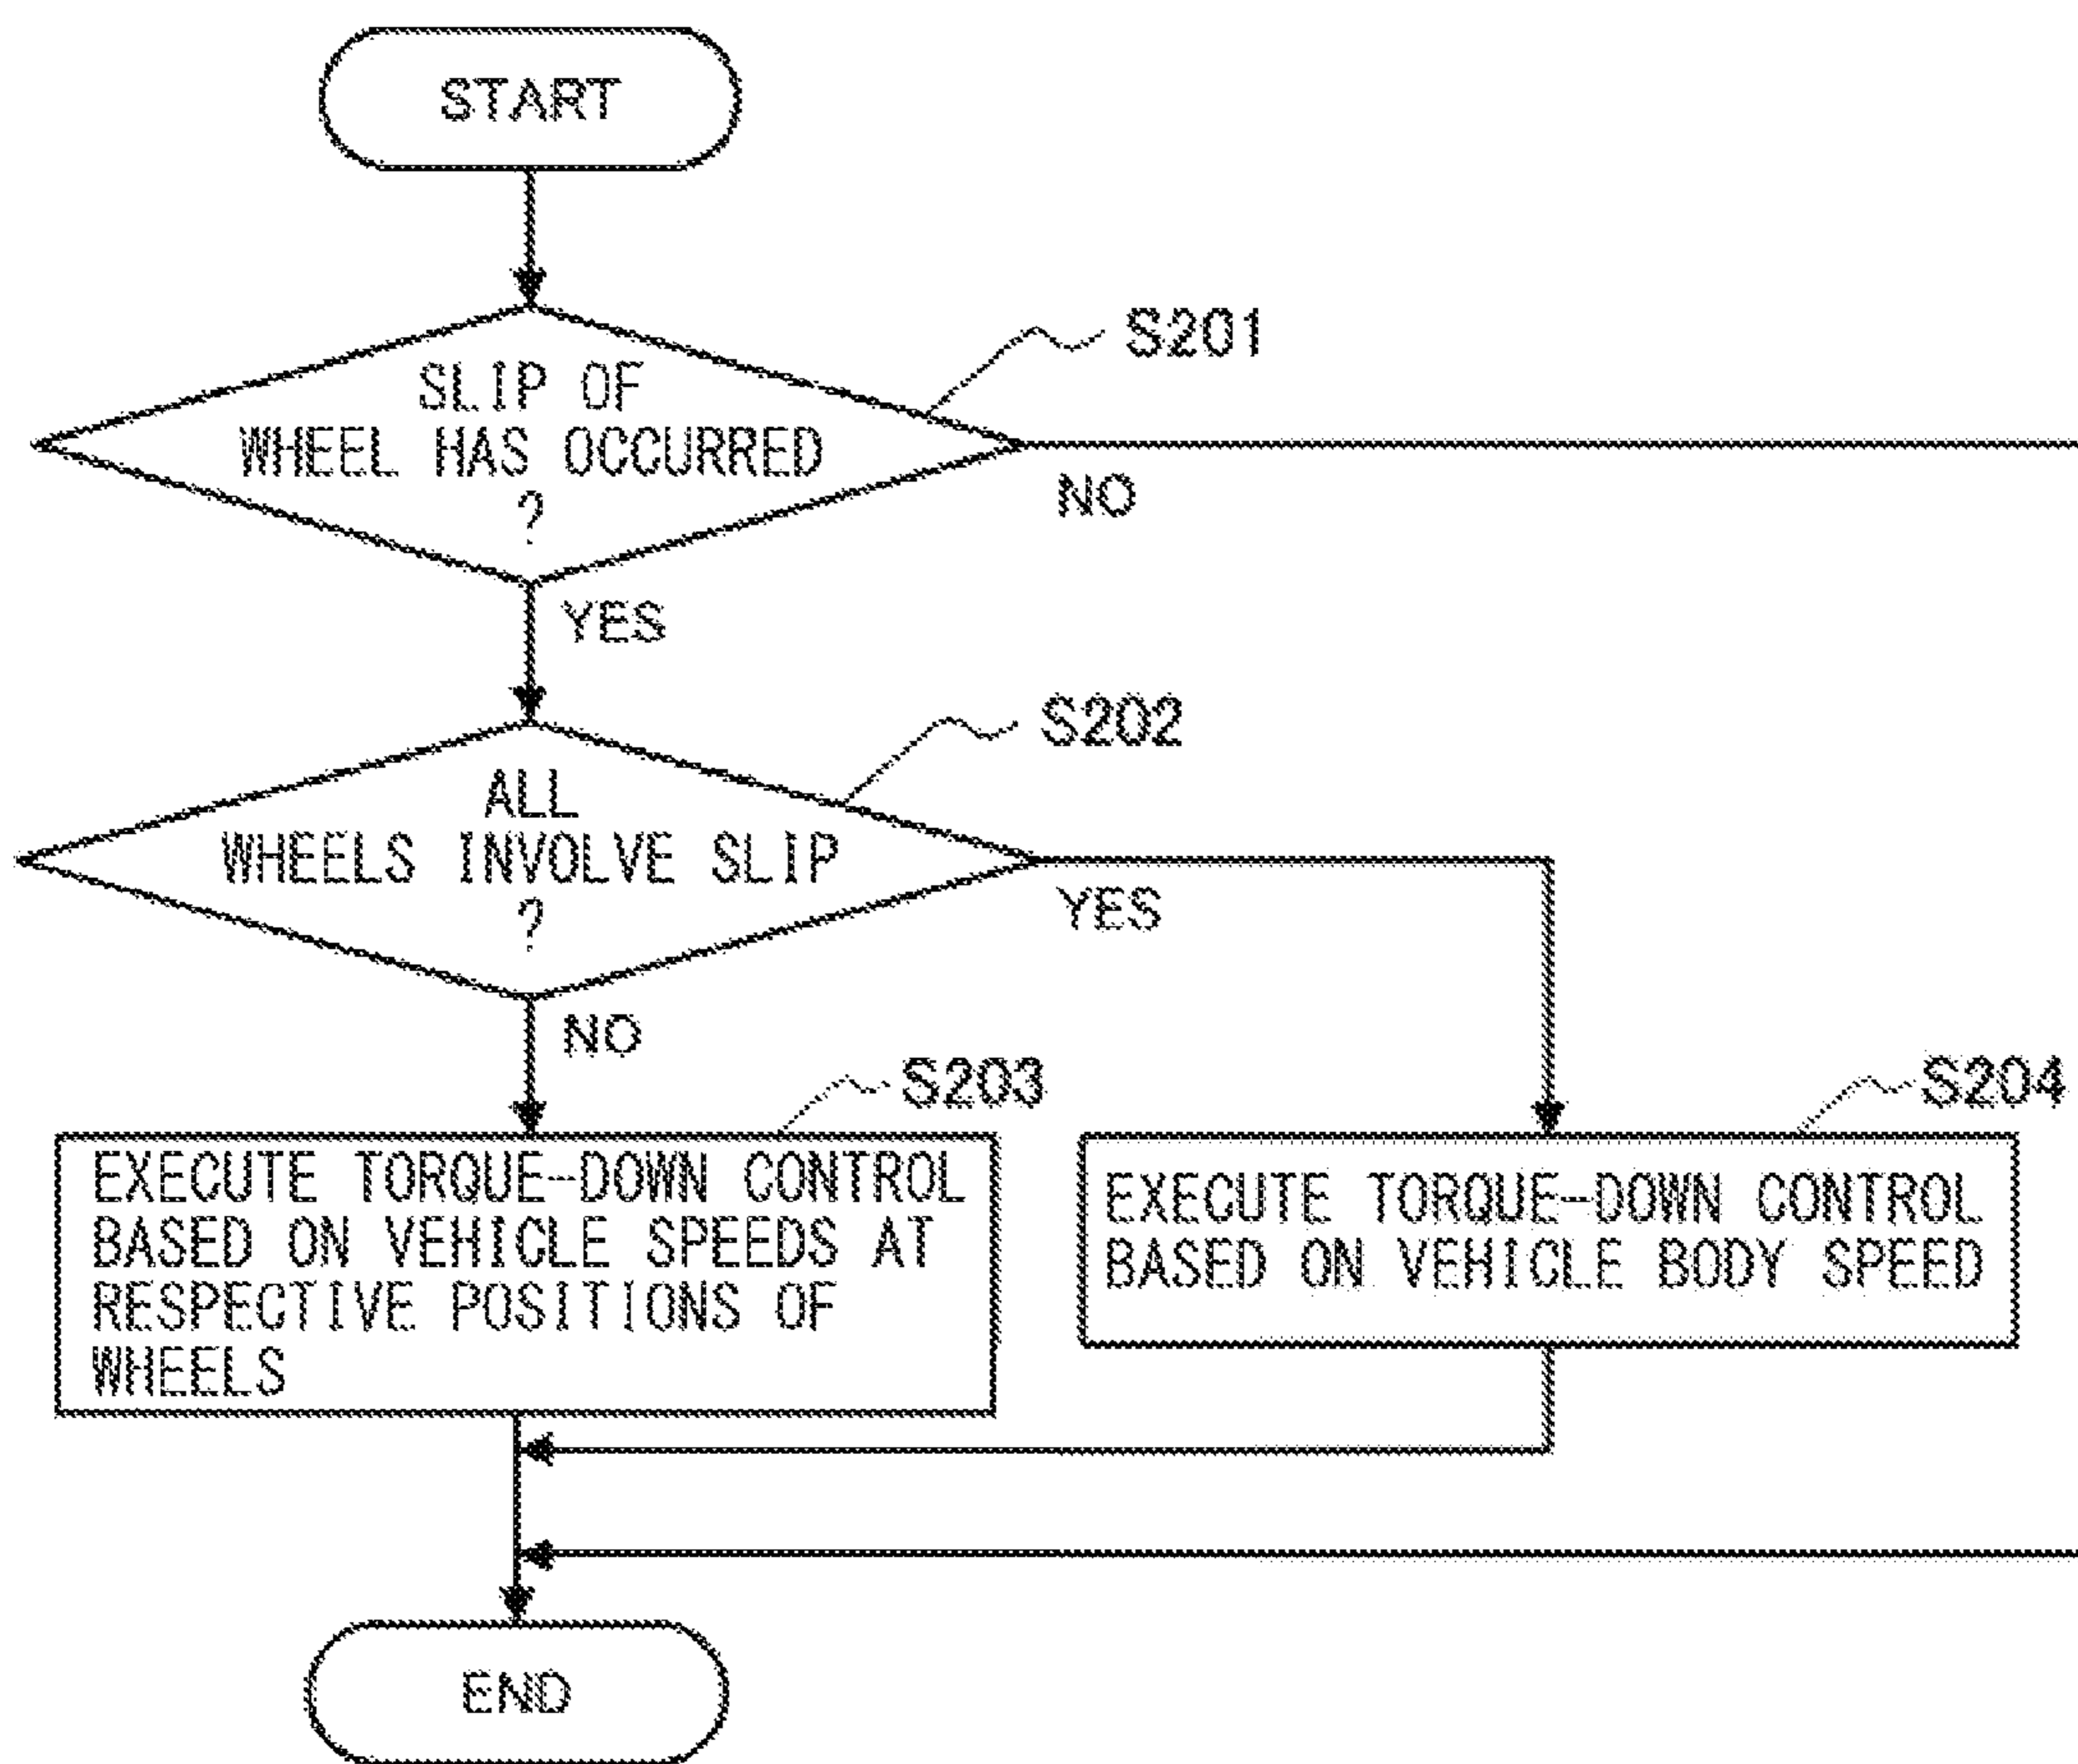 START
S201
SLIP OF
WHEEL HAS OCCURRED
?
NO
YES
S202
ALL
WHEELS INVOLVE SLIP
?
YES
NO
S203
S204
EXECUTE TORQUE-DOWN CONTROL
BASED ON VEHICLE SPEEDS AT
RESPECTIVE POSITIONS OF
WHEELS
EXECUTE TORQUE-DOWN CONTROL
BASED ON VEHICLE BODY SPEED
END